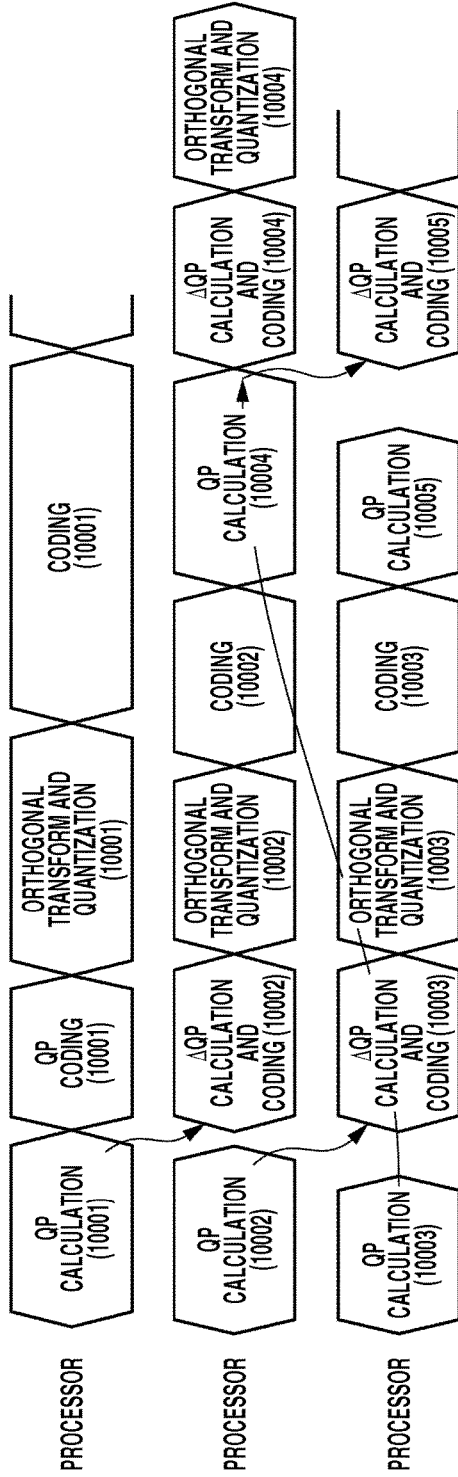 PROCESSOR
QP
CALCULATION
(10001)
QP
CODING
(10001)
ORTHOGONAL
TRANSFORM AND
QUANTIZATION
(10001)
CODING
(10001)
PROCESSOR
QP
CALCULATION
(10002)
ΔQP
CALCULATION
AND
CODING (10002)
ORTHOGONAL
TRANSFORM AND
QUANTIZATION
(10002)
CODING
(10002)
QP
CALCULATION
(10004)
ΔQP
CALCULATION
AND
CODING (10004)
ORTHOGONAL
TRANSFORM AND
QUANTIZATION
(10004)
PROCESSOR
QP
CALCULATION
(10003)
ΔQP
CALCULATION
AND
CODING (10003)
ORTHOGONAL
TRANSFORM AND
QUANTIZATION
(10003)
CODING
(10003)
QP
CALCULATION
(10005)
ΔQP
CALCULATION
AND
CODING (10005)